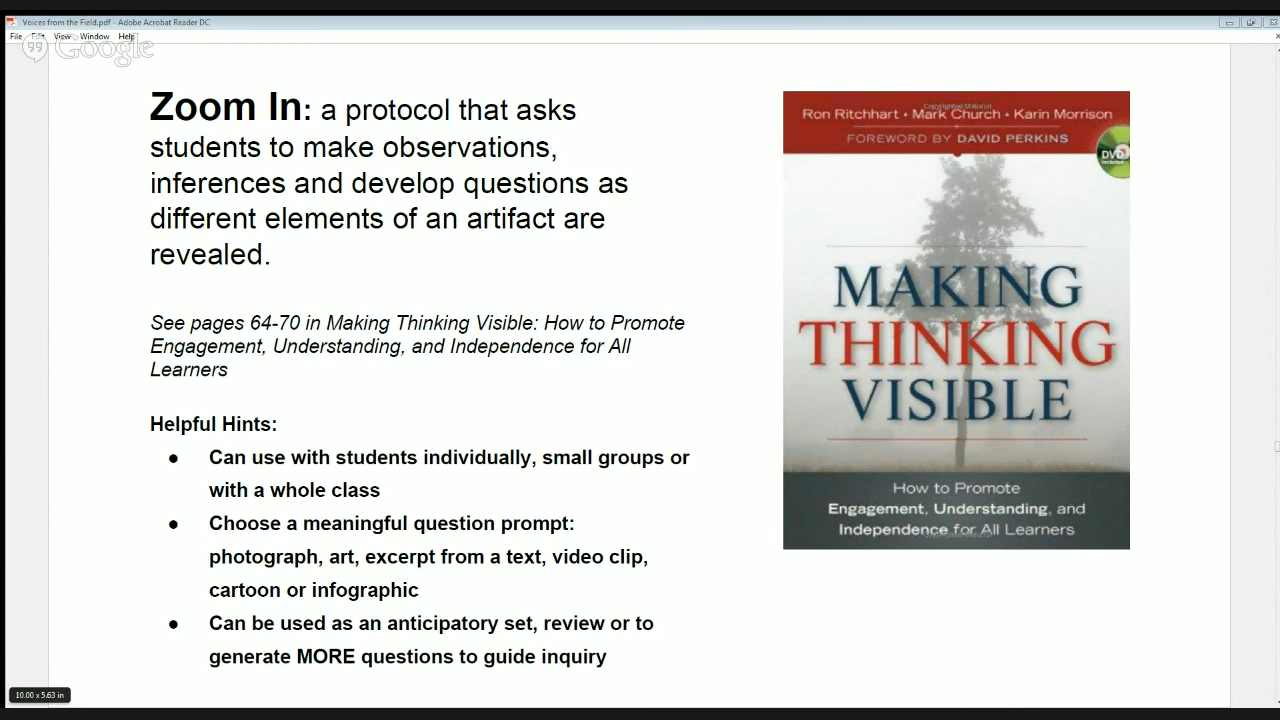 Voices from the Field.pdf - Adobe Acrobat Reader DC
File Edit View Window Help
Google
Zoom In: a protocol that asks
students to make observations,
inferences and develop questions as
different elements of an artifact are
revealed.
See pages 64-70 in Making Thinking Visible: How to Promote
Engagement, Understanding, and Independence for All
Learners
Helpful Hints:
● Can use with students individually, small groups or
with a whole class
● Choose a meaningful question prompt:
photograph, art, excerpt from a text, video clip,
cartoon or infographic
● Can be used as an anticipatory set, review or to
generate MORE questions to guide inquiry
Copyrighted Material
Ron Ritchhart • Mark Church • Karin Morrison
FOREWORD BY DAVID PERKINS
DVD
Included
MAKING
THINKING
VISIBLE
How to Promote
Engagement, Understanding, and
Independence for All Learners
10.00 x 5.63 in